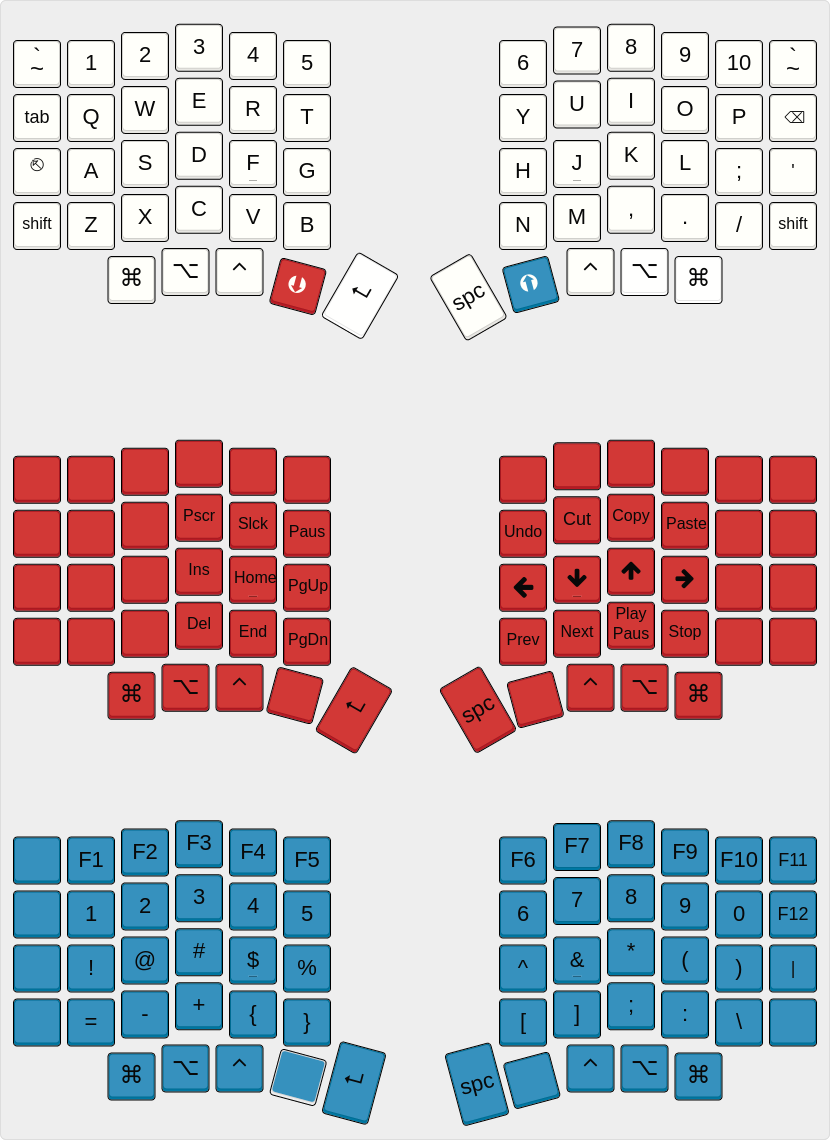 ` ~ 1 2 3 4 5 6 7 8 9 10 ` ~
tab Q W E R T Y U I O P ⌫
⎋ A S D F _ G H J _ K L ; '
shift Z X C V B N M , . / shift
⌘ ⌥ ^ ↵ spc ^ ⌥ ⌘
Pscr Slck Paus Undo Cut Copy Paste
Ins Home _ PgUp ← ↓ _ ↑ →
Del End PgDn Prev Next Play Paus Stop
⌘ ⌥ ^ ↵ spc ^ ⌥ ⌘
F1 F2 F3 F4 F5 F6 F7 F8 F9 F10 F11
1 2 3 4 5 6 7 8 9 0 F12
! @ # $ _ % ^ & _ * ( ) |
= - + { } [ ] ; : \
⌘ ⌥ ^ ↵ spc ^ ⌥ ⌘